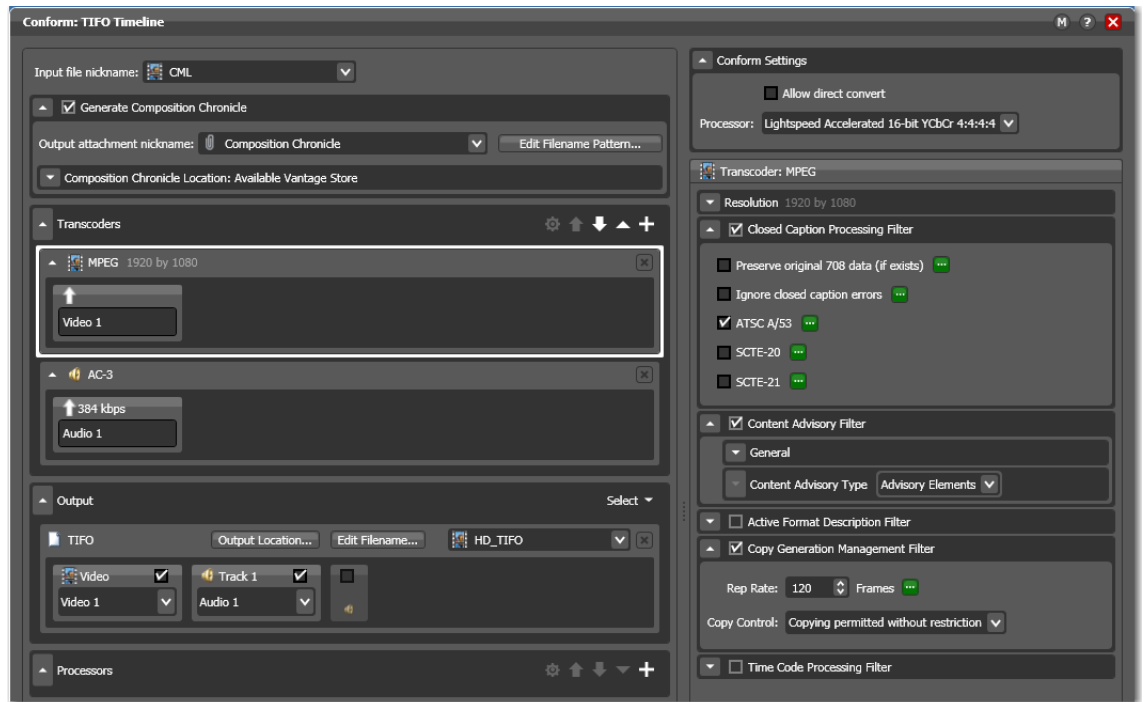 Conform: TIFO Timeline
M ?
Input file nickname: CML
Generate Composition Chronicle
Output attachment nickname: Composition Chronicle Edit Filename Pattern...
Composition Chronicle Location: Available Vantage Store
Transcoders
MPEG 1920 by 1080
Video 1
AC-3
384 kbps
Audio 1
Output Select
TIFO Output Location... Edit Filename... HD_TIFO
Video Track 1
Video 1 Audio 1
Processors
Conform Settings
Allow direct convert
Processor: Lightspeed Accelerated 16-bit YCbCr 4:4:4:4
Transcoder: MPEG
Resolution 1920 by 1080
Closed Caption Processing Filter
Preserve original 708 data (if exists)
Ignore closed caption errors
ATSC A/53
SCTE-20
SCTE-21
Content Advisory Filter
General
Content Advisory Type Advisory Elements
Active Format Description Filter
Copy Generation Management Filter
Rep Rate: 120 Frames
Copy Control: Copying permitted without restriction
Time Code Processing Filter